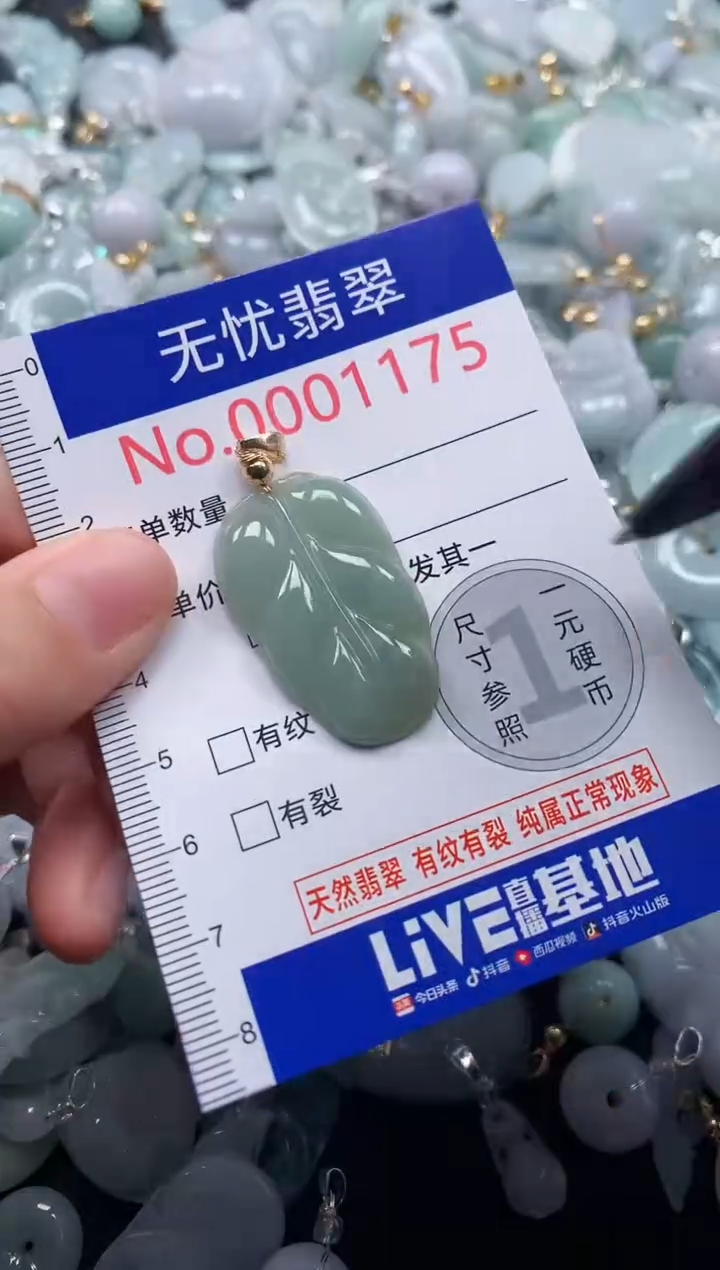 无忧翡翠
No.0001175
单数量
单价
发其一
尺寸参照
1
一元硬币
有纹
有裂
天然翡翠 有纹有裂 纯属正常现象
LiVE直播基地
今日头条 抖音 西瓜视频 抖音火山版
0
1
2
4
5
6
7
8